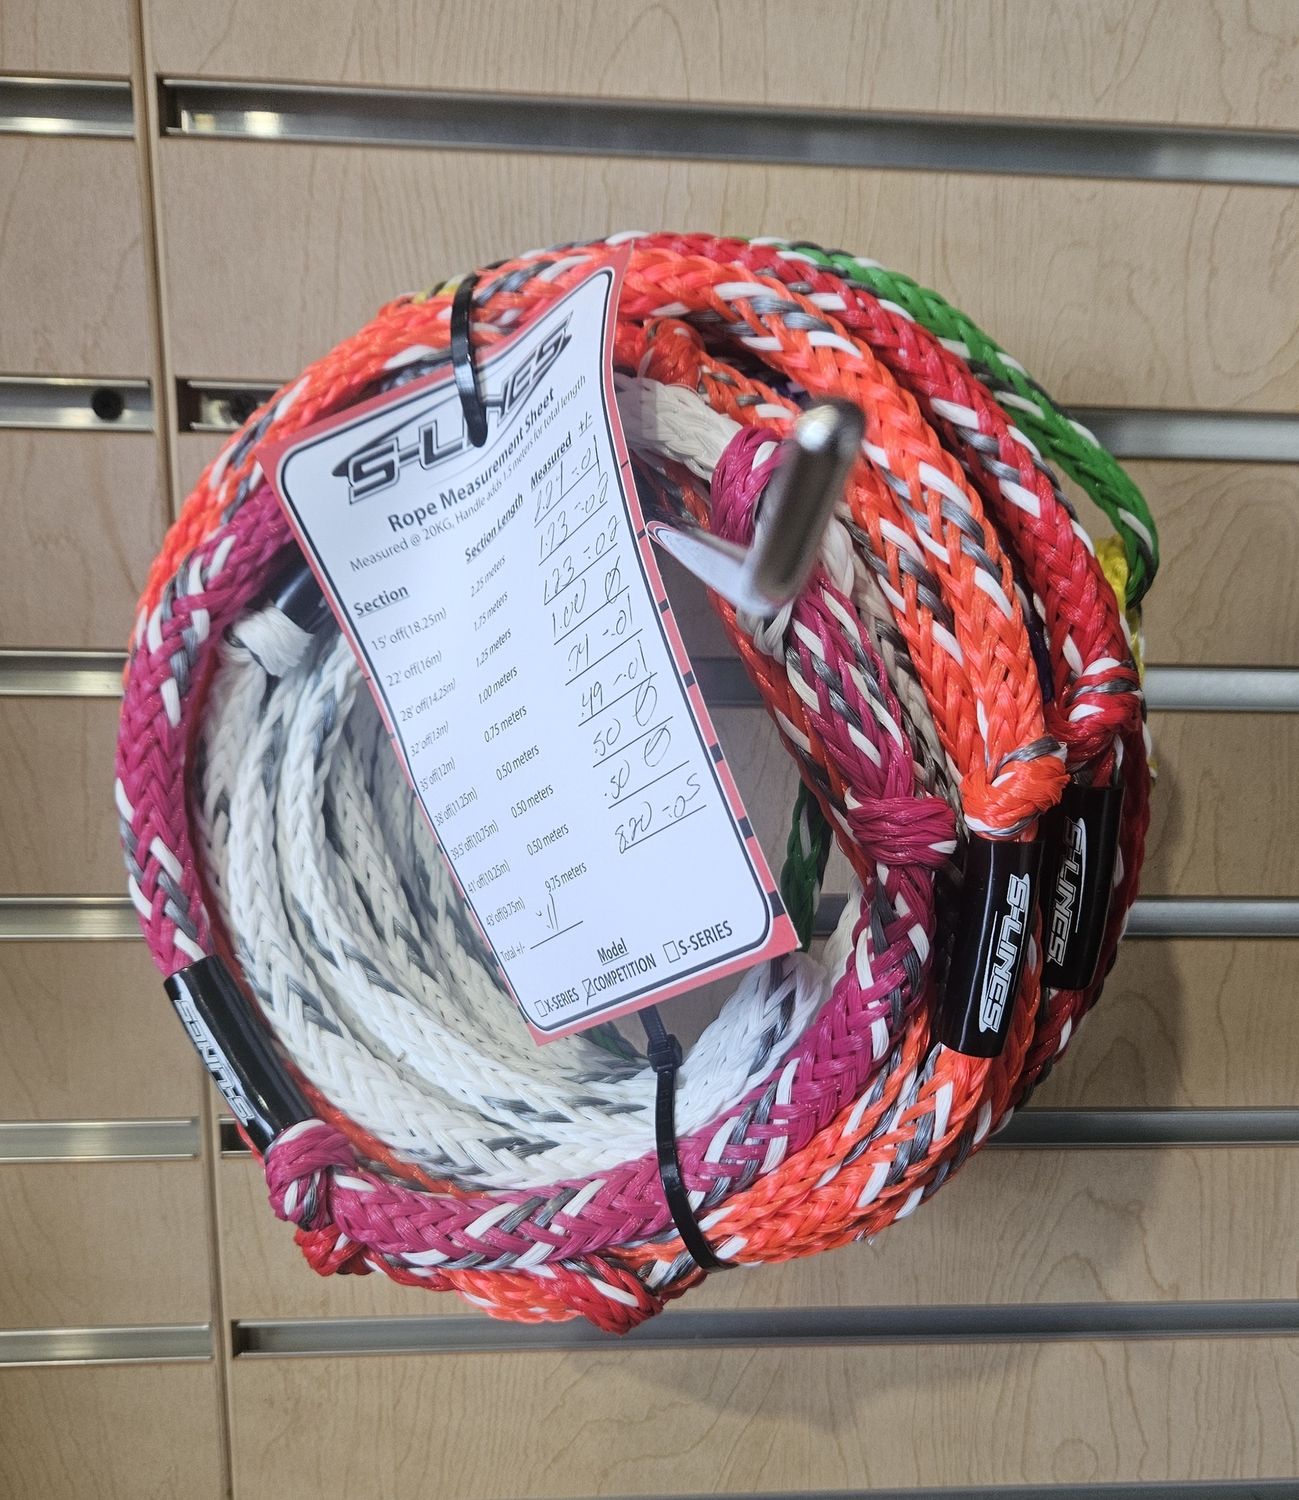 S-LINES
Rope Measurement Sheet
Measured @ 20KG, Handle adds 1.5 meters for total length
Section Section Length Measured +/-
15' off(18.25m) 2.25 meters 2.24 -.01
22' off(16m) 1.75 meters 1.73 -.02
28' off(14.25m) 1.25 meters 1.23 -.02
32' off(13m) 1.00 meters 1.00 Ø
35' off(12m) 0.75 meters .74 -.01
38' off(11.25m) 0.50 meters .49 -.01
39.5' off(10.75m) 0.50 meters .50 Ø
41' off(10.25m) 0.50 meters .50 Ø
43' off(9.75m) 9.75 meters 8.20 -.05
Total +/- -.11
Model
X-SERIES COMPETITION S-SERIES
S-LINES
S-LINES
S-LINES